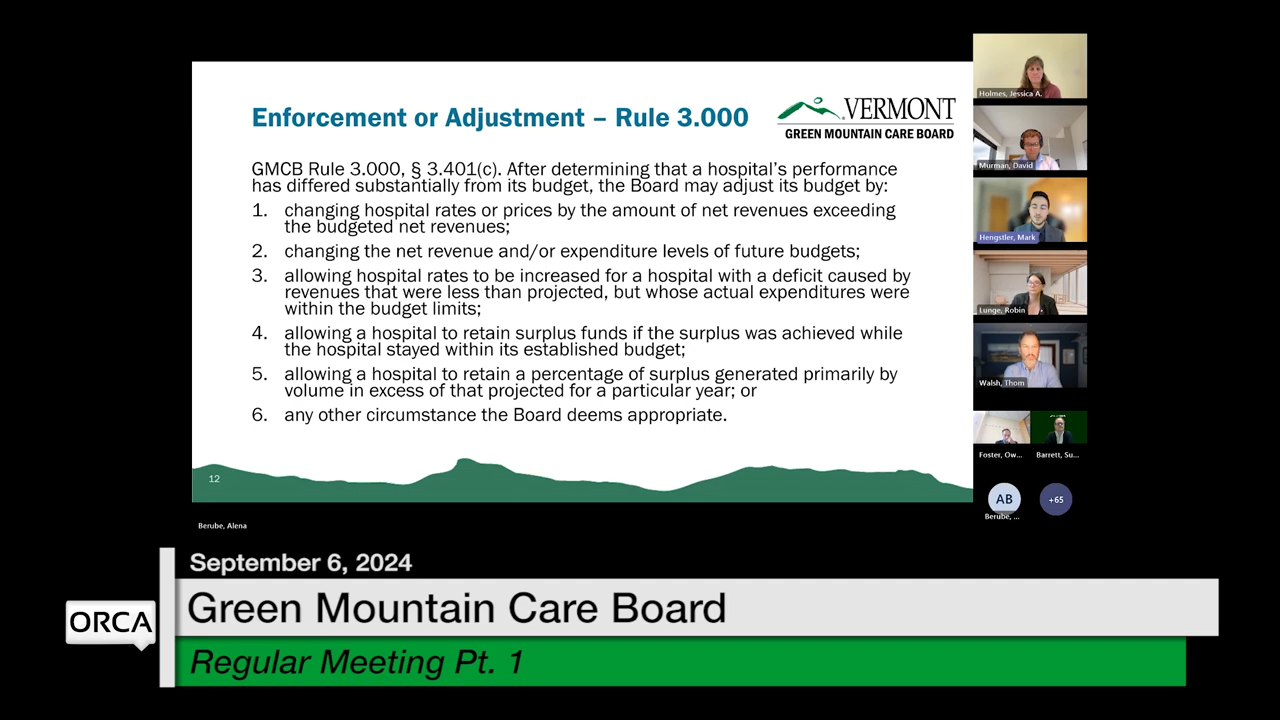 Enforcement or Adjustment – Rule 3.000
VERMONT
GREEN MOUNTAIN CARE BOARD
GMCB Rule 3.000, § 3.401(c). After determining that a hospital's performance
has differed substantially from its budget, the Board may adjust its budget by:
1. changing hospital rates or prices by the amount of net revenues exceeding
the budgeted net revenues;
2. changing the net revenue and/or expenditure levels of future budgets;
3. allowing hospital rates to be increased for a hospital with a deficit caused by
revenues that were less than projected, but whose actual expenditures were
within the budget limits;
4. allowing a hospital to retain surplus funds if the surplus was achieved while
the hospital stayed within its established budget;
5. allowing a hospital to retain a percentage of surplus generated primarily by
volume in excess of that projected for a particular year; or
6. any other circumstance the Board deems appropriate.
12
Berube, Alena
Holmes, Jessica A.
Murman, David
Hengstler, Mark
Lunge, Robin
Walsh, Thom
Foster, Ow...
Barrett, Su...
AB
+65
Berube, ...
September 6, 2024
ORCA
Green Mountain Care Board
Regular Meeting Pt. 1